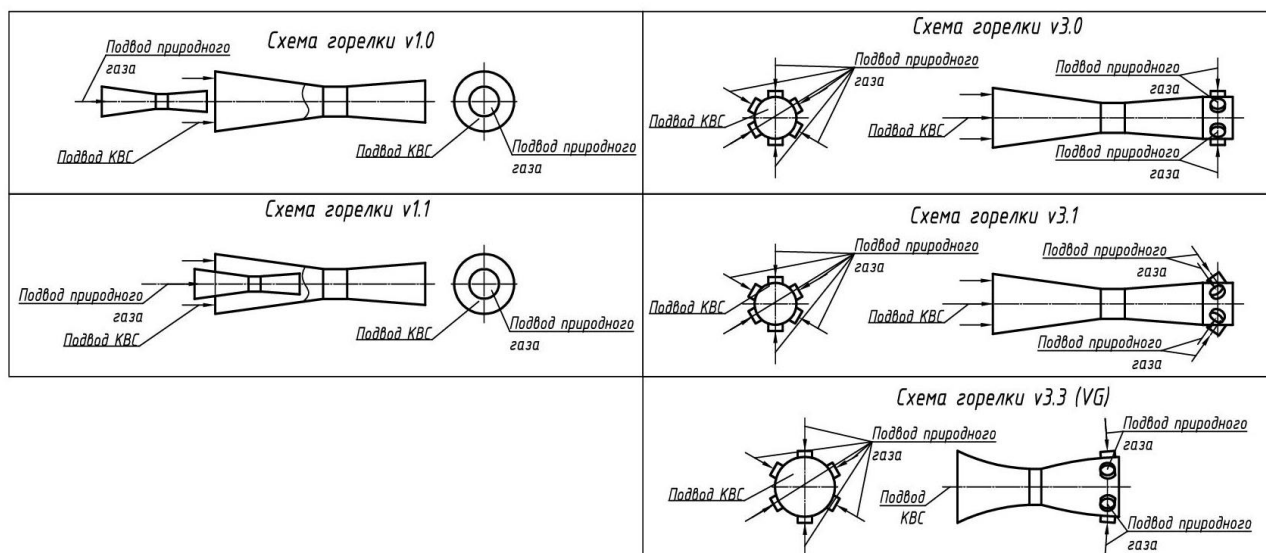 Схема горелки v1.0
Подвод природного
газа
Подвод КВС
Подвод КВС
Подвод природного
газа
Схема горелки v3.0
Подвод природного
газа
Подвод КВС
Подвод природного
газа
Подвод КВС
Подвод природного
газа
Схема горелки v1.1
Подвод природного
газа
Подвод КВС
Подвод КВС
Подвод природного
газа
Схема горелки v3.1
Подвод природного
газа
Подвод КВС
Подвод природного
газа
Подвод КВС
Подвод природного
газа
Схема горелки v3.3 (VG)
Подвод природного
газа
Подвод КВС
Подвод природного
газа
Подвод
КВС
Подвод природного
газа